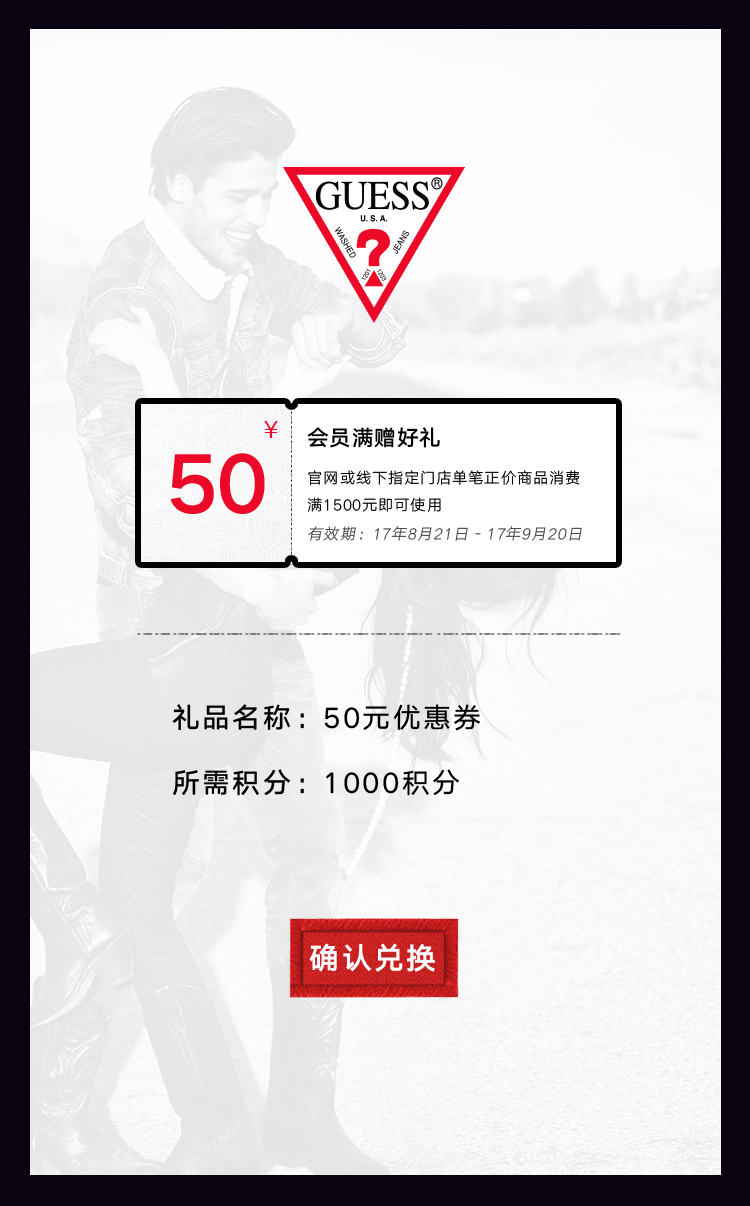 GUESS®
U.S.A.
WASHED
?
JEANS
1201
1203
¥
50
会员满赠好礼
官网或线下指定门店单笔正价商品消费
满1500元即可使用
有效期：17年8月21日 - 17年9月20日
礼品名称：50元优惠券
所需积分：1000积分
确认兑换